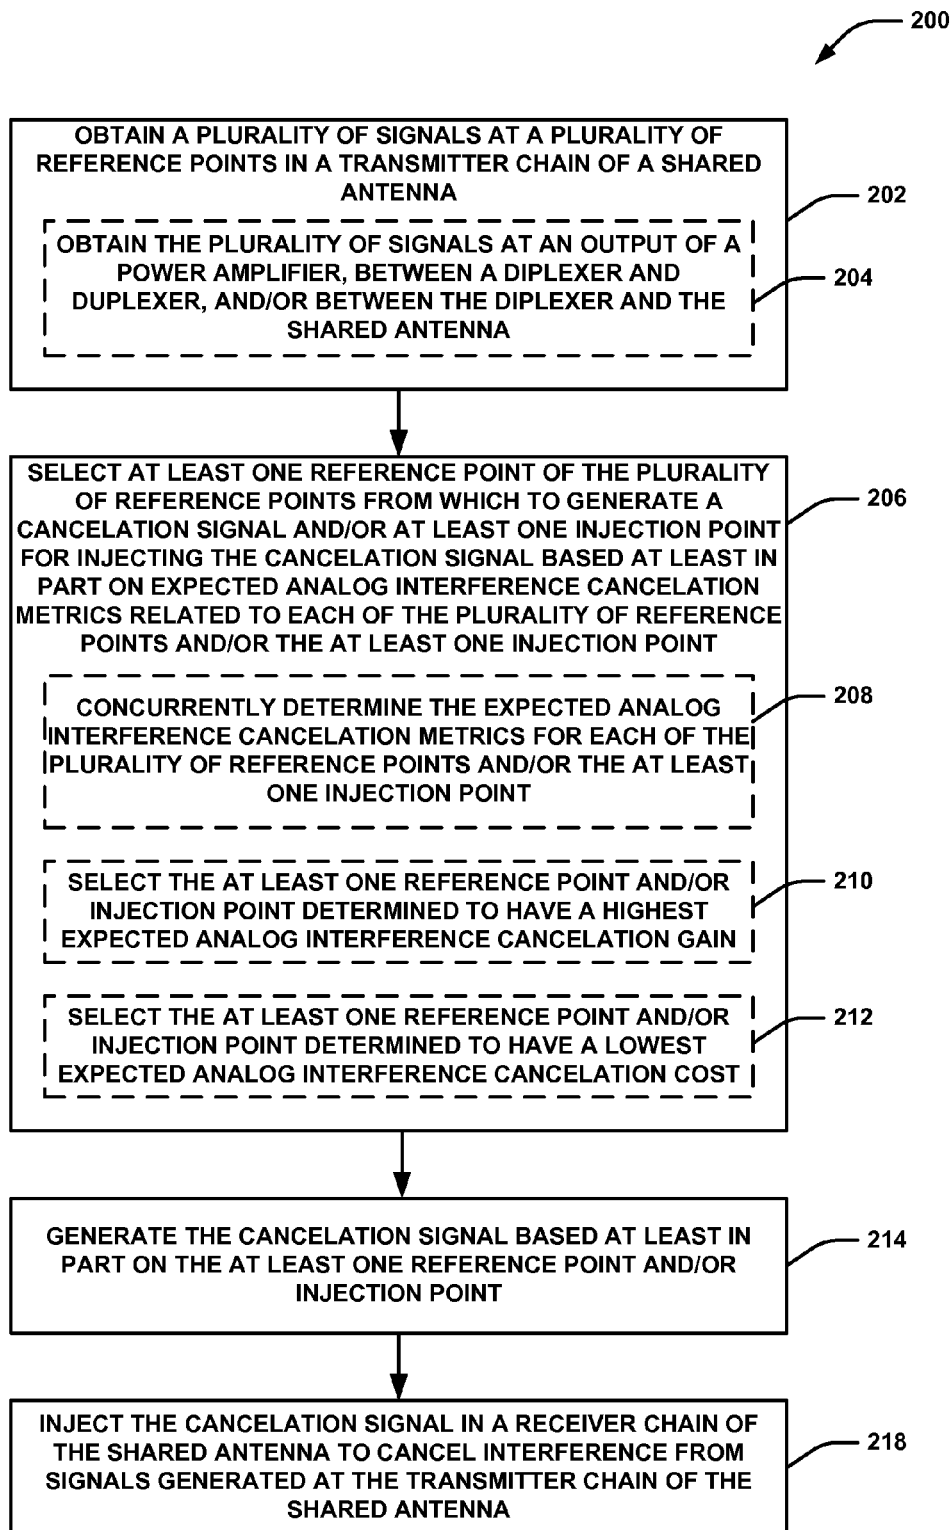 200
OBTAIN A PLURALITY OF SIGNALS AT A PLURALITY OF
REFERENCE POINTS IN A TRANSMITTER CHAIN OF A SHARED
ANTENNA
202
OBTAIN THE PLURALITY OF SIGNALS AT AN OUTPUT OF A
POWER AMPLIFIER, BETWEEN A DIPLEXER AND
DUPLEXER, AND/OR BETWEEN THE DIPLEXER AND THE
SHARED ANTENNA
204
SELECT AT LEAST ONE REFERENCE POINT OF THE PLURALITY
OF REFERENCE POINTS FROM WHICH TO GENERATE A
CANCELATION SIGNAL AND/OR AT LEAST ONE INJECTION POINT
FOR INJECTING THE CANCELATION SIGNAL BASED AT LEAST IN
PART ON EXPECTED ANALOG INTERFERENCE CANCELATION
METRICS RELATED TO EACH OF THE PLURALITY OF REFERENCE
POINTS AND/OR THE AT LEAST ONE INJECTION POINT
206
CONCURRENTLY DETERMINE THE EXPECTED ANALOG
INTERFERENCE CANCELATION METRICS FOR EACH OF THE
PLURALITY OF REFERENCE POINTS AND/OR THE AT LEAST
ONE INJECTION POINT
208
SELECT THE AT LEAST ONE REFERENCE POINT AND/OR
INJECTION POINT DETERMINED TO HAVE A HIGHEST
EXPECTED ANALOG INTERFERENCE CANCELATION GAIN
210
SELECT THE AT LEAST ONE REFERENCE POINT AND/OR
INJECTION POINT DETERMINED TO HAVE A LOWEST
EXPECTED ANALOG INTERFERENCE CANCELATION COST
212
GENERATE THE CANCELATION SIGNAL BASED AT LEAST IN
PART ON THE AT LEAST ONE REFERENCE POINT AND/OR
INJECTION POINT
214
INJECT THE CANCELATION SIGNAL IN A RECEIVER CHAIN OF
THE SHARED ANTENNA TO CANCEL INTERFERENCE FROM
SIGNALS GENERATED AT THE TRANSMITTER CHAIN OF THE
SHARED ANTENNA
218